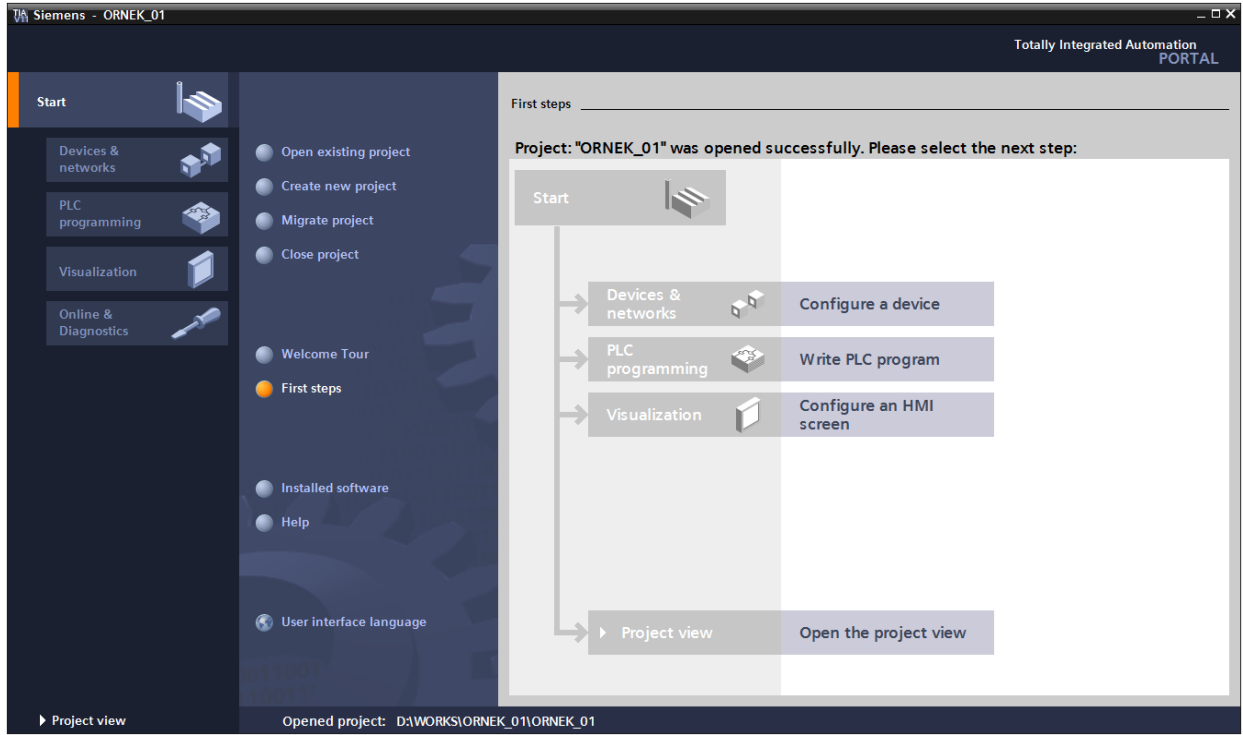 TIA
V11
Siemens - ORNEK_01
Totally Integrated Automation
PORTAL
Start
Devices &
networks
PLC
programming
Visualization
Online &
Diagnostics
Open existing project
Create new project
Migrate project
Close project
Welcome Tour
First steps
Installed software
Help
User interface language
First steps
Project: "ORNEK_01" was opened successfully. Please select the next step:
Start
Devices &
networks
Configure a device
PLC
programming
Write PLC program
Visualization
Configure an HMI
screen
Project view
Open the project view
Project view
Opened project: D:\WORKS\ORNEK_01\ORNEK_01